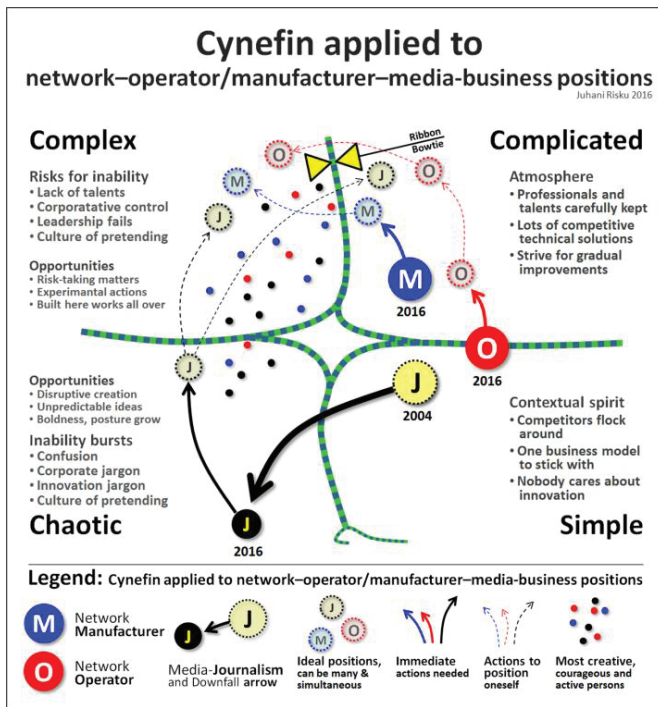 Cynefin applied to
network–operator/manufacturer–media-business positions
Juhani Risku 2016
Complex
Risks for inability
• Lack of talents
• Corporatative control
• Leadership fails
• Culture of pretending
Opportunities
• Risk-taking matters
• Experimantal actions
• Built here works all over
Ribbon
Bowtie
O
O
M
J
J
M
O
M
2016
O
2016
Complicated
Atmosphere
• Professionals and
talents carefully kept
• Lots of competitive
technical solutions
• Strive for gradual
improvements
J
J
2004
Opportunities
• Disruptive creation
• Unpredictable ideas
• Boldness, posture grow
Inability bursts
• Confusion
• Corporate jargon
• Innovation jargon
• Culture of pretending
Chaotic
J
2016
Contextual spirit
• Competitors flock
around
• One business model
to stick with
• Nobody cares about
innovation
Simple
Legend: Cynefin applied to network–operator/manufacturer–media-business positions
M
Network
Manufacturer
O
Network
Operator
J
J
Media-Journalism
and Downfall arrow
J
M
O
Ideal positions,
can be many &
simultaneous
Immediate
actions needed
Actions to
position
oneself
Most creative,
courageous and
active persons